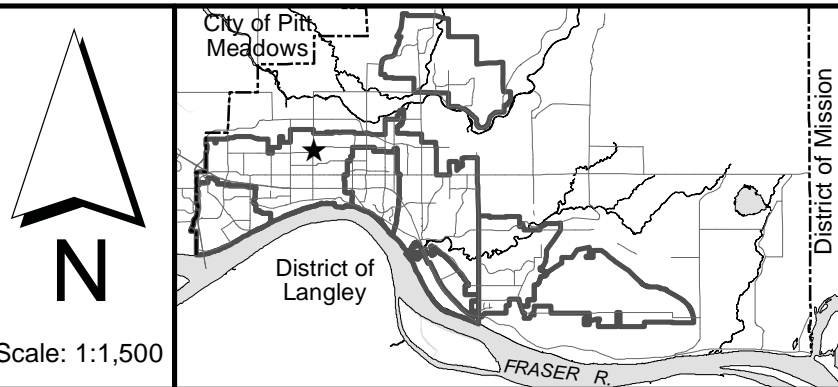 N
Scale: 1:1,500
City of Pitt
Meadows
District of
Langley
FRASER R.
District of Mission